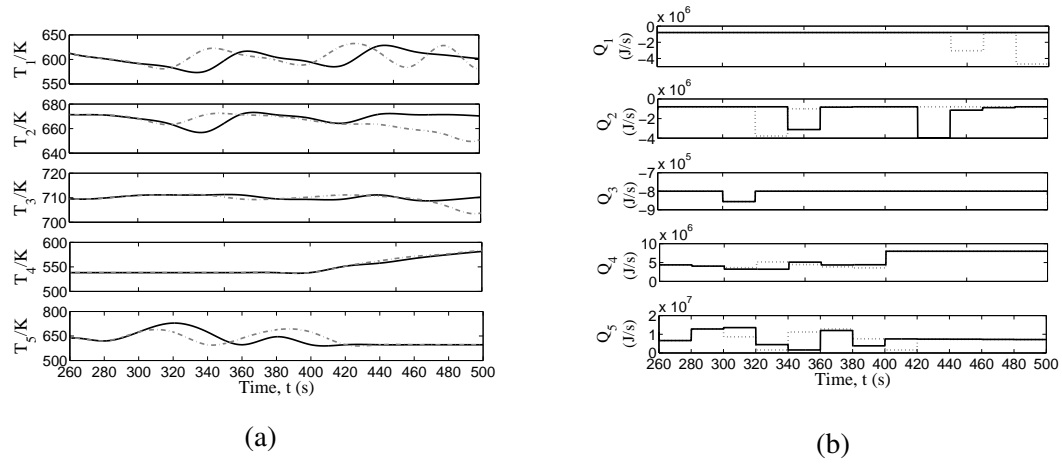 650
600
550
T1/K
680
660
640
T2/K
720
710
700
T3/K
600
550
500
T4/K
800
650
500
T5/K
260 280 300 320 340 360 380 400 420 440 460 480 500
Time, t (s)
(a)
x 10^6
0
−2
−4
Q1
(J/s)
x 10^6
0
−2
−4
Q2
(J/s)
x 10^5
−7
−8
−9
Q3
(J/s)
x 10^6
10
5
0
Q4
(J/s)
x 10^7
2
1
0
Q5
(J/s)
260 280 300 320 340 360 380 400 420 440 460 480 500
Time, t (s)
(b)